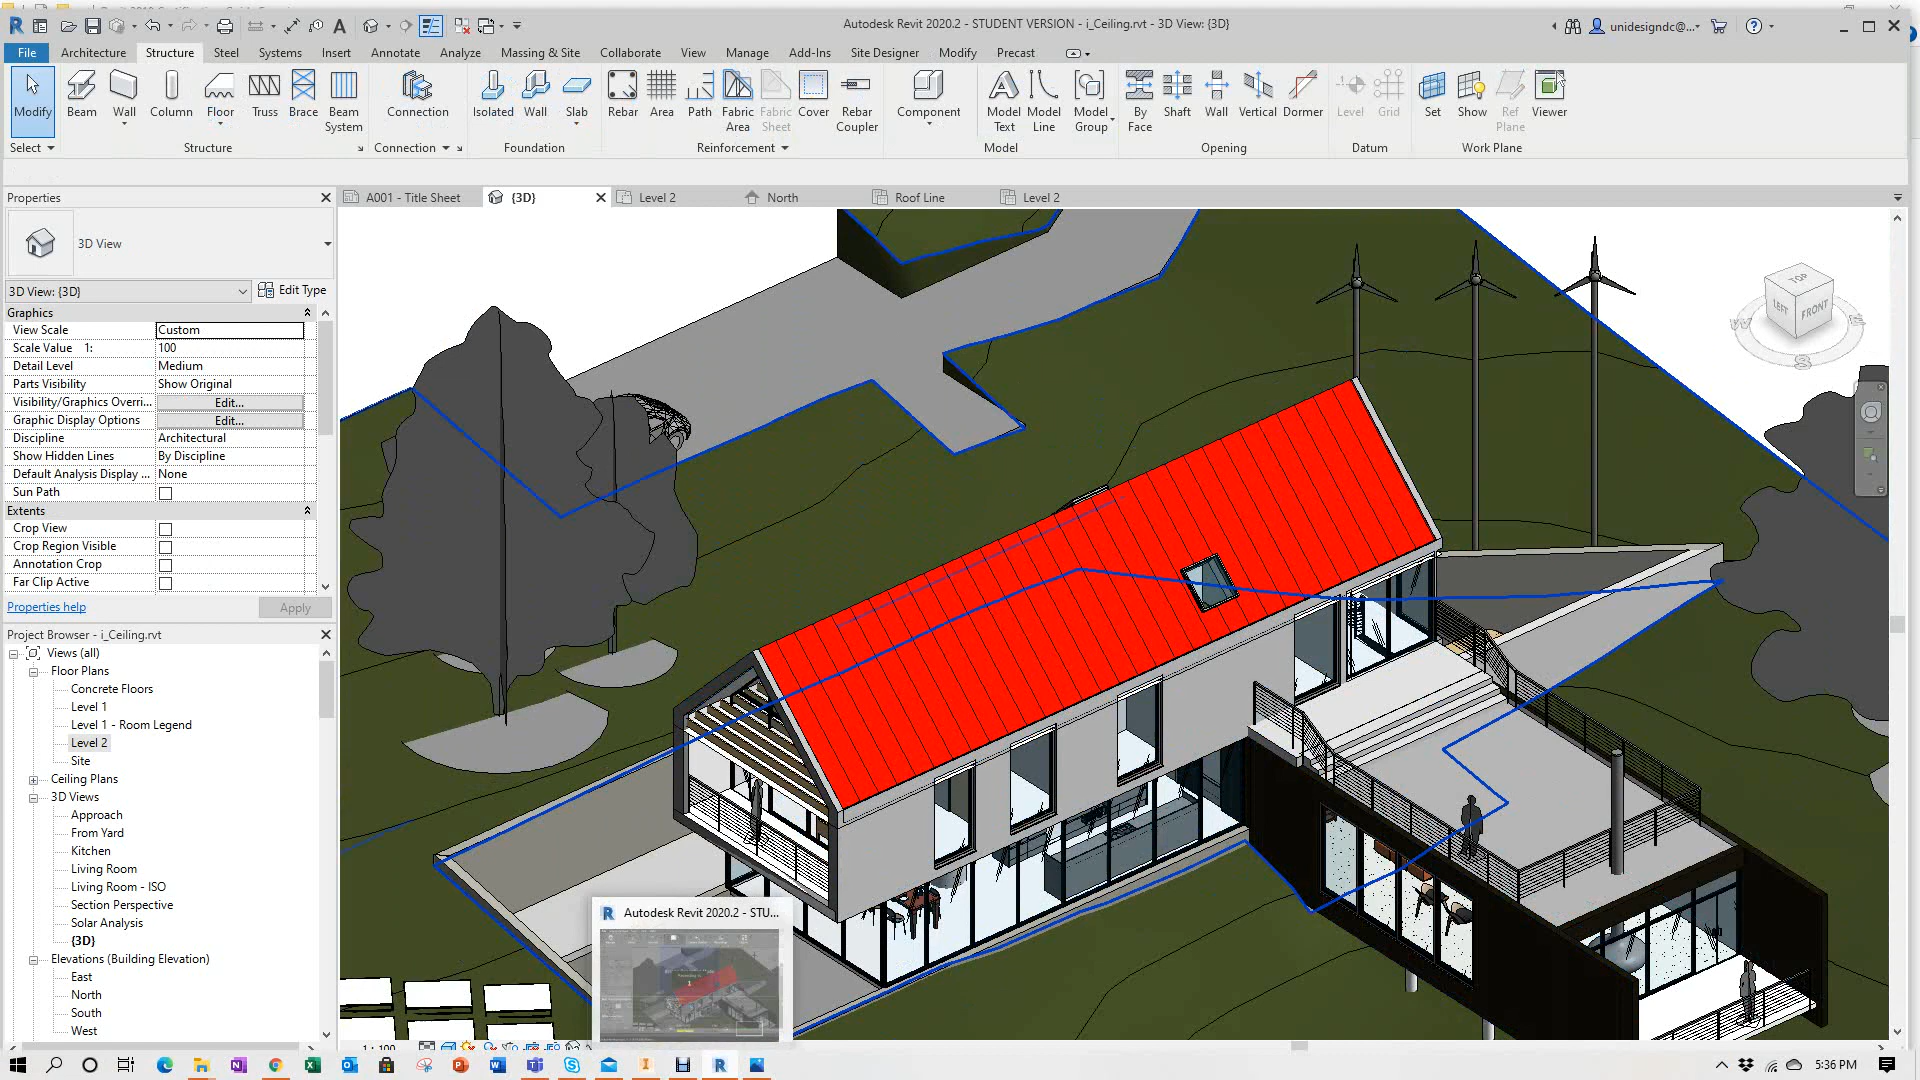 Autodesk Revit 2020.2 - STUDENT VERSION - i_Ceiling.rvt - 3D View: {3D}
unidesigndc@...
File Architecture Structure Steel Systems Insert Annotate Analyze Massing & Site Collaborate View Manage Add-Ins Site Designer Modify Precast
Modify Beam Wall Column Floor Truss Brace Beam System Connection Isolated Wall Slab Rebar Area Path Fabric Area Fabric Sheet Cover Rebar Coupler Component Model Text Model Line Model Group By Face Shaft Wall Vertical Dormer Level Grid Set Show Ref Plane Viewer
Select Structure Connection Foundation Reinforcement Model Opening Datum Work Plane
Properties
A001 - Title Sheet {3D} Level 2 North Roof Line Level 2
3D View
3D View: {3D} Edit Type
Graphics
View Scale Custom
Scale Value 1: 100
Detail Level Medium
Parts Visibility Show Original
Visibility/Graphics Overri... Edit...
Graphic Display Options Edit...
Discipline Architectural
Show Hidden Lines By Discipline
Default Analysis Display ... None
Sun Path
Extents
Crop View
Crop Region Visible
Annotation Crop
Far Clip Active
Properties help Apply
TOP
LEFT FRONT
W S E
Project Browser - i_Ceiling.rvt
Views (all)
Floor Plans
Concrete Floors
Level 1
Level 1 - Room Legend
Level 2
Site
Ceiling Plans
3D Views
Approach
From Yard
Kitchen
Living Room
Living Room - ISO
Section Perspective
Solar Analysis
{3D}
Elevations (Building Elevation)
East
North
South
West
Autodesk Revit 2020.2 - STU...
1 : 100
5:36 PM